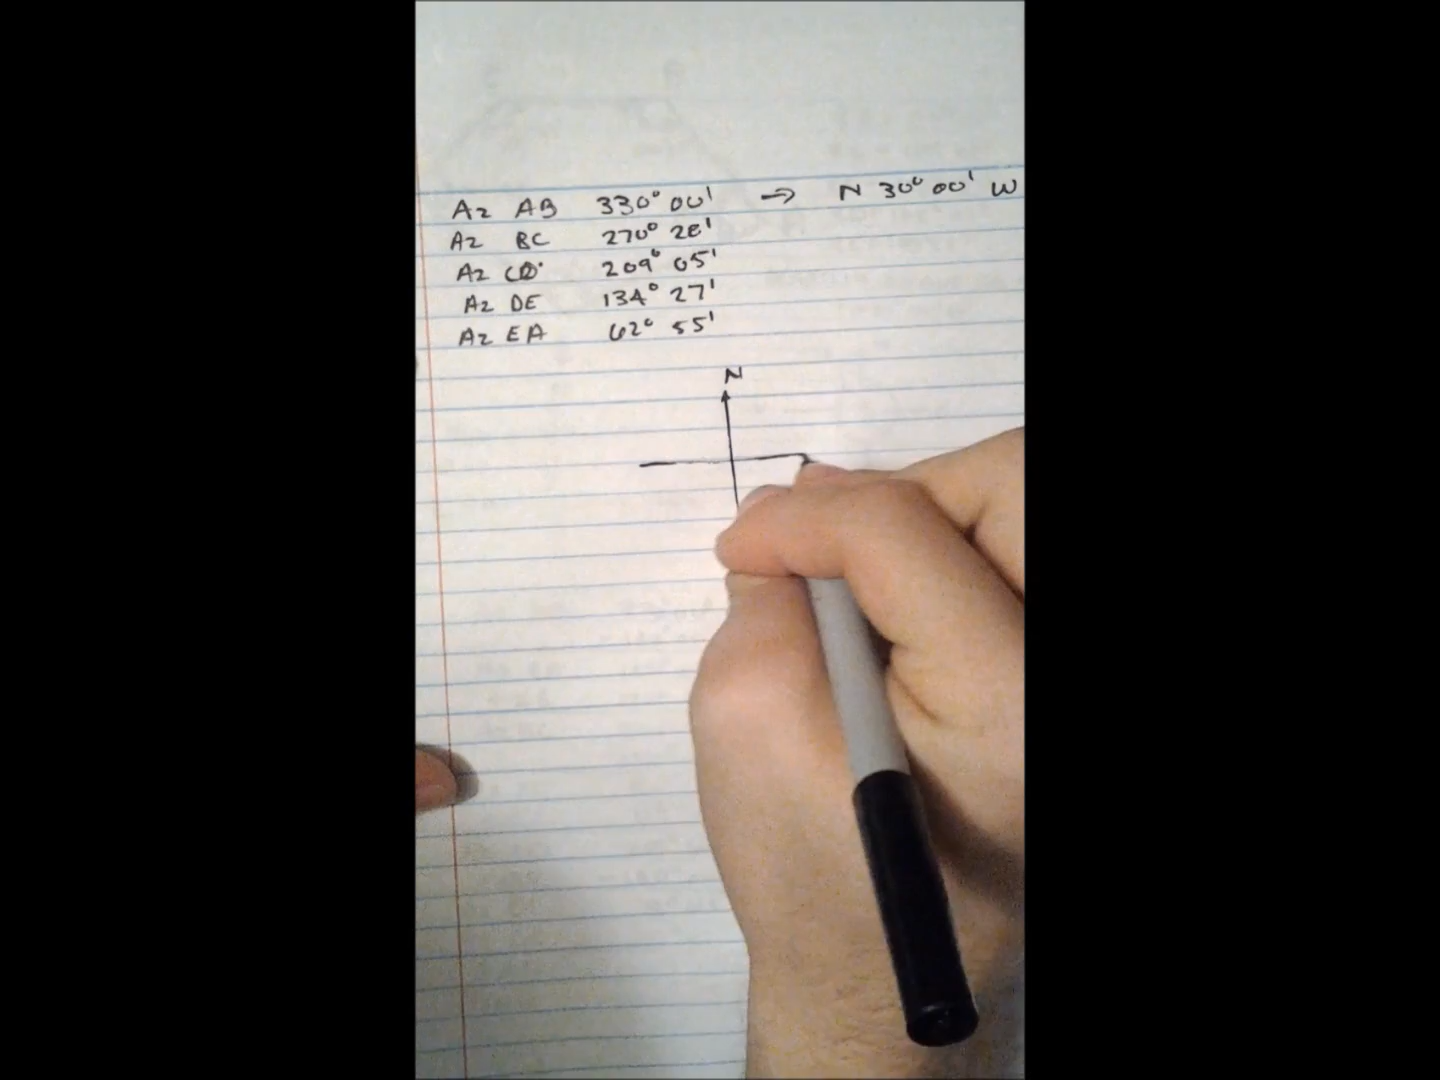 Az AB 330° 00' → N 30° 00' W
Az BC 270° 28'
Az CD 209° 05'
Az DE 134° 27'
Az EA 62° 55'
N